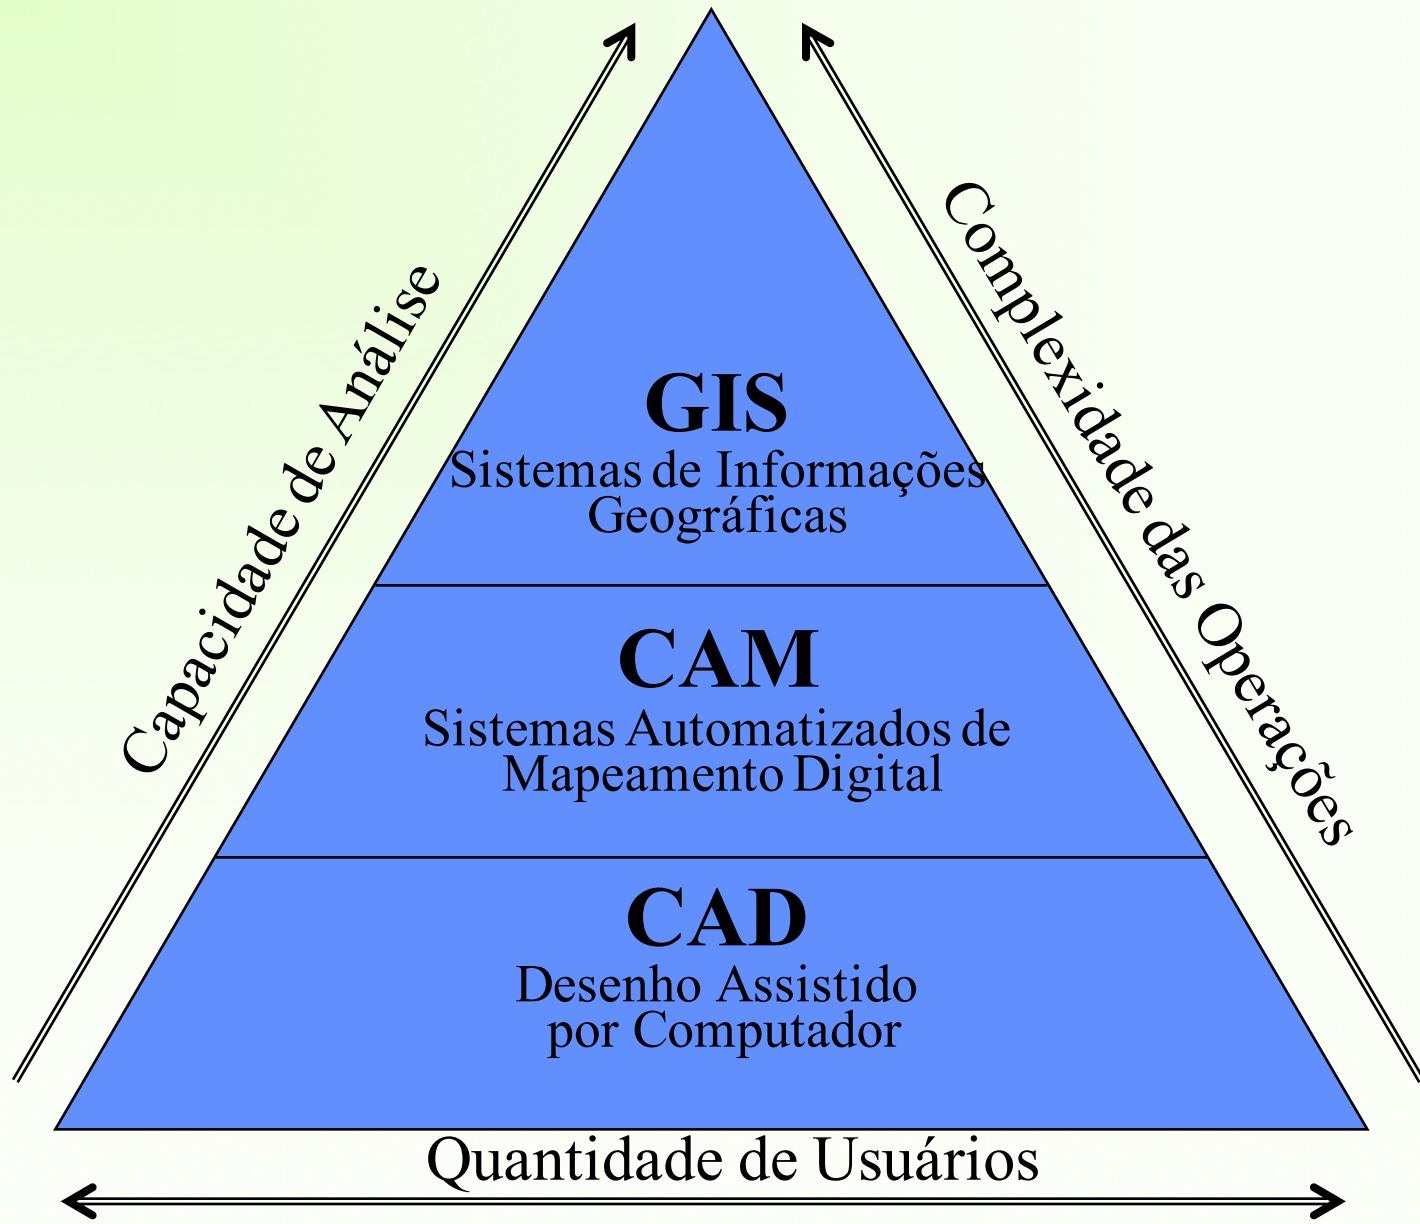 Capacidade de Análise
Complexidade das Operações
GIS
Sistemas de Informações
Geográficas
CAM
Sistemas Automatizados de
Mapeamento Digital
CAD
Desenho Assistido
por Computador
Quantidade de Usuários